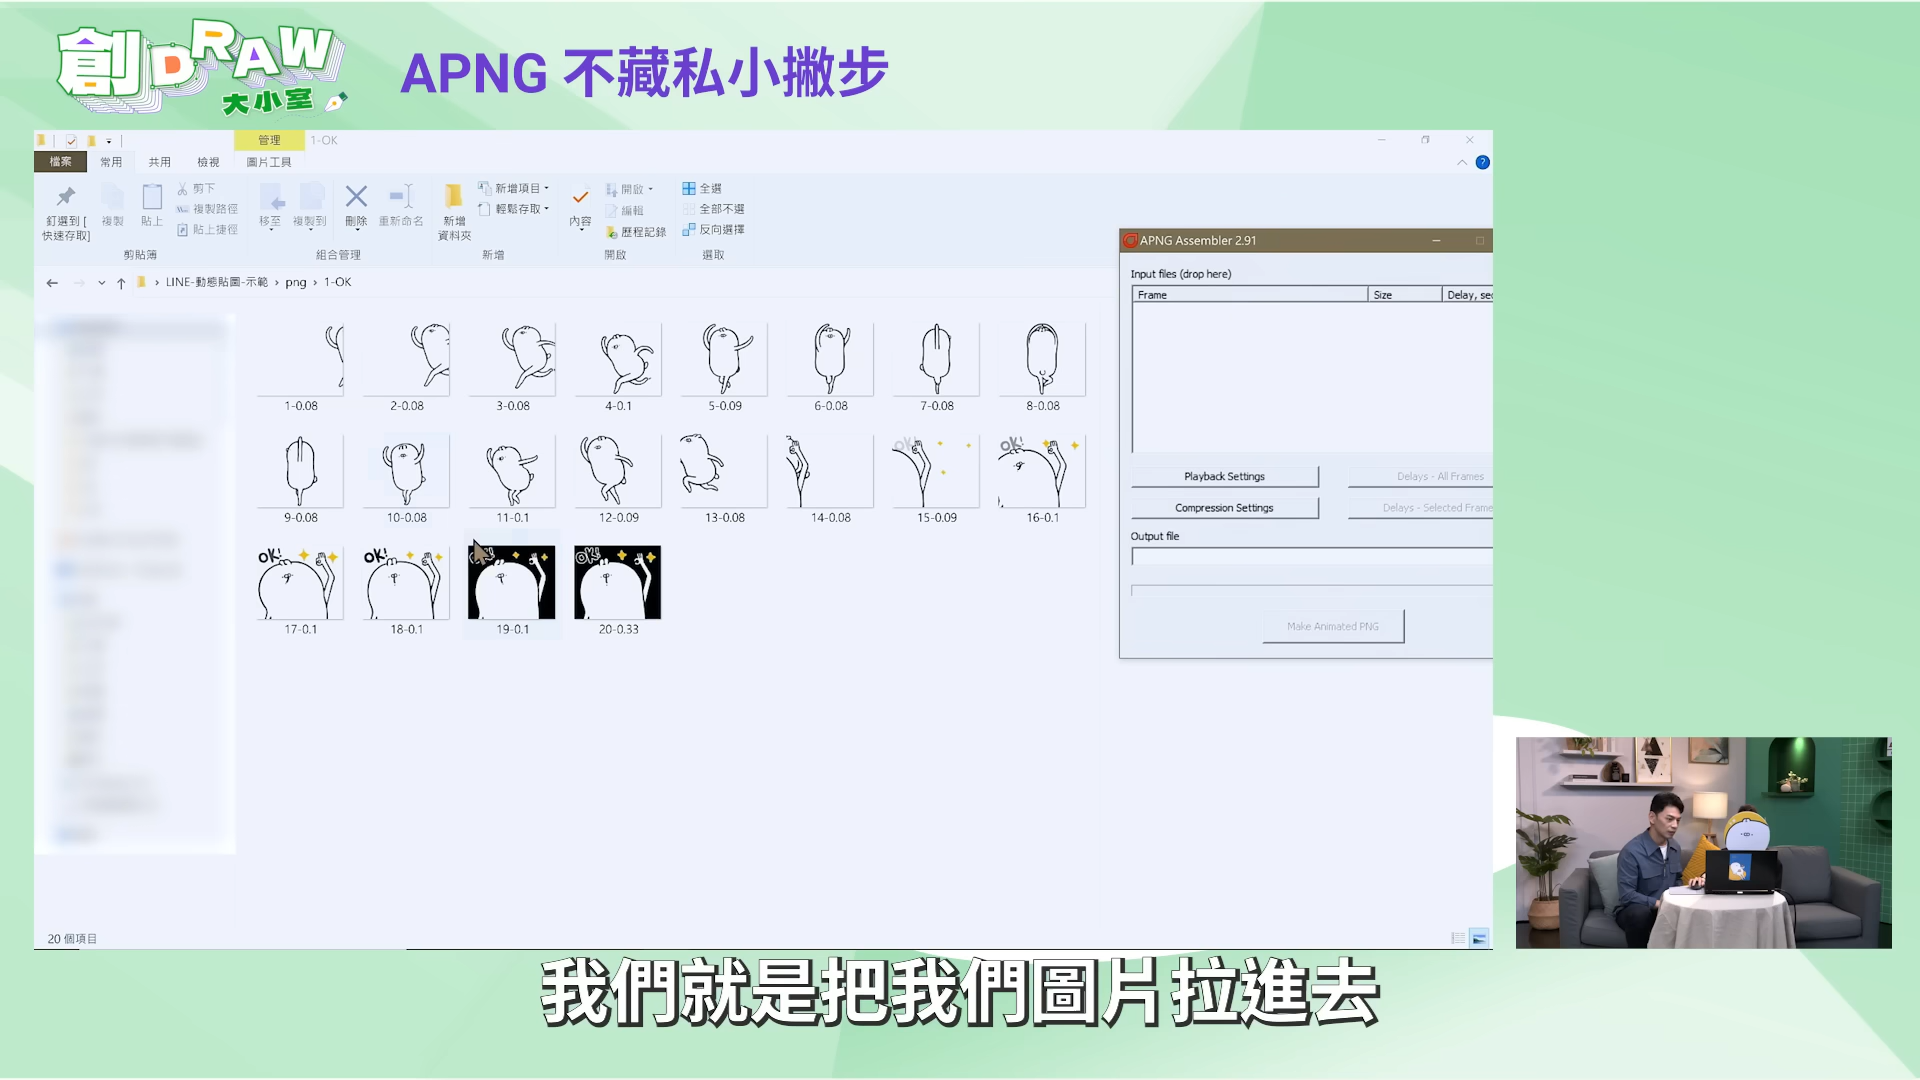 創DRAW
大小室
APNG 不藏私小撇步
管理
1-OK
檔案
常用
共用
檢視
圖片工具
釘選到 [
快速存取]
複製
貼上
剪下
複製路徑
貼上捷徑
剪貼簿
移至
複製到
刪除
重新命名
組合管理
新增
資料夾
新增項目
輕鬆存取
新增
內容
開啟
編輯
歷程記錄
開啟
全選
全部不選
反向選擇
選取
LINE-動態貼圖-示範 › png › 1-OK
1-0.08
2-0.08
3-0.08
4-0.1
5-0.09
6-0.08
7-0.08
8-0.08
9-0.08
10-0.08
11-0.1
12-0.09
13-0.08
14-0.08
OK!
15-0.09
OK!
16-0.1
OK!
17-0.1
OK!
18-0.1
19-0.1
OK!
20-0.33
20 個項目
APNG Assembler 2.91
Input files (drop here)
Frame
Size
Delay, sec
Playback Settings
Delays - All Frames
Compression Settings
Delays - Selected Frame
Output file
Make Animated PNG
我們就是把我們圖片拉進去